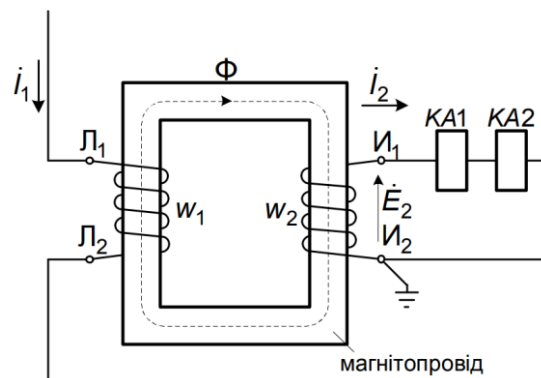 Φ
İ₁
İ₂
КА1 КА2
Л₁
И₁
w₁
w₂
Ė₂
Л₂
И₂
магнітопровід